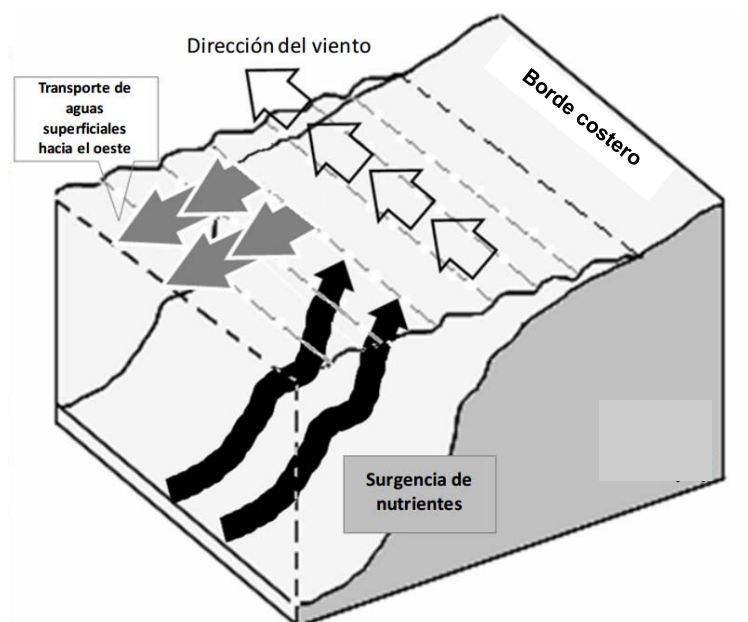 Dirección del viento
Transporte de
aguas
superficiales
hacia el oeste
Borde costero
Surgencia de
nutrientes